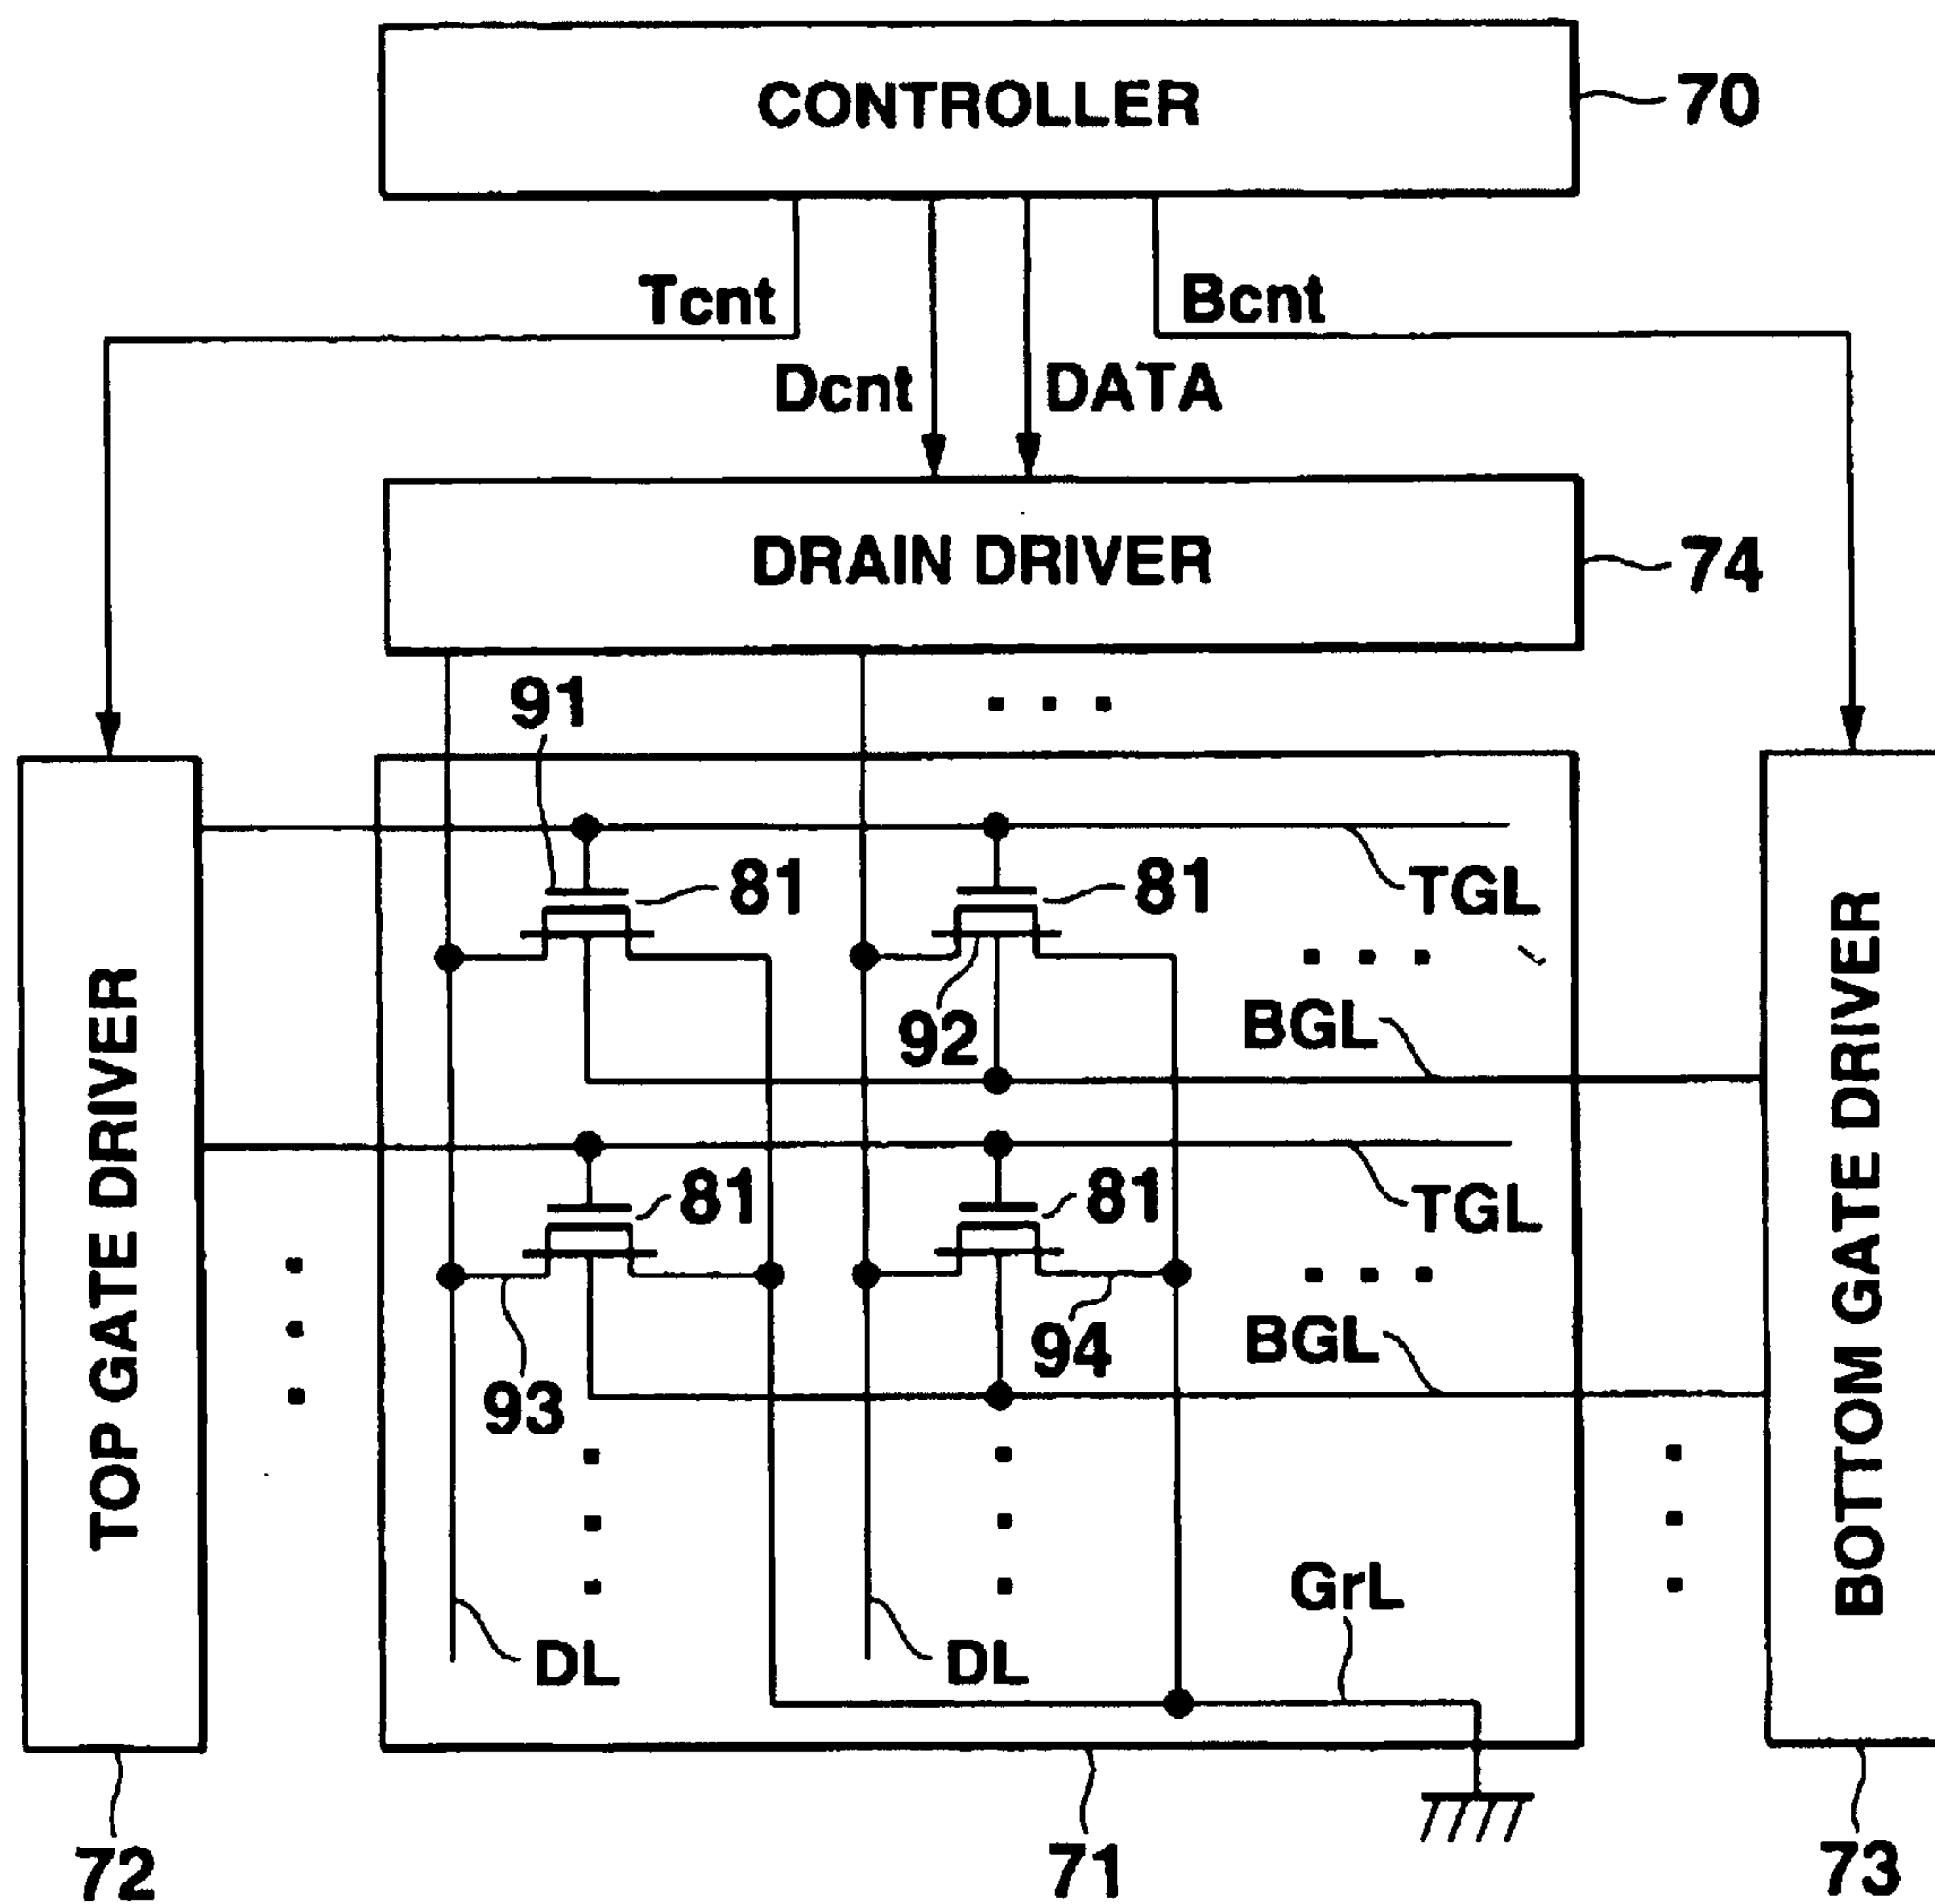 CONTROLLER
70
Tcnt
Bcnt
Dcnt
DATA
DRAIN DRIVER
74
91
81
81
TGL
92
BGL
TOP GATE DRIVER
BOTTOM GATE DRIVER
81
81
TGL
93
94
BGL
GrL
DL
DL
72
71
73